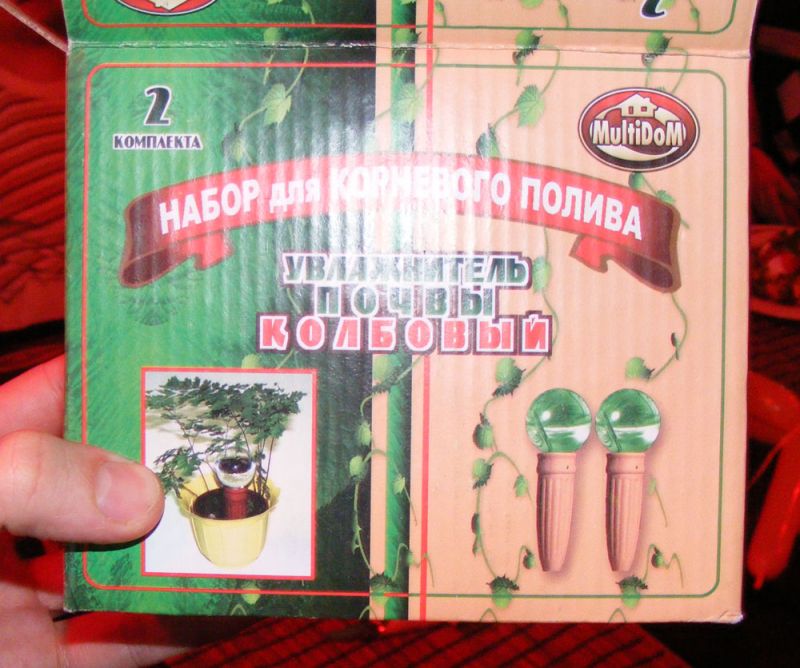 2
КОМПЛЕКТА
MultiDoM
НАБОР для КОРНЕВОГО ПОЛИВА
УВЛАЖНИТЕЛЬ
ПОЧВЫ
КОЛБОВЫЙ